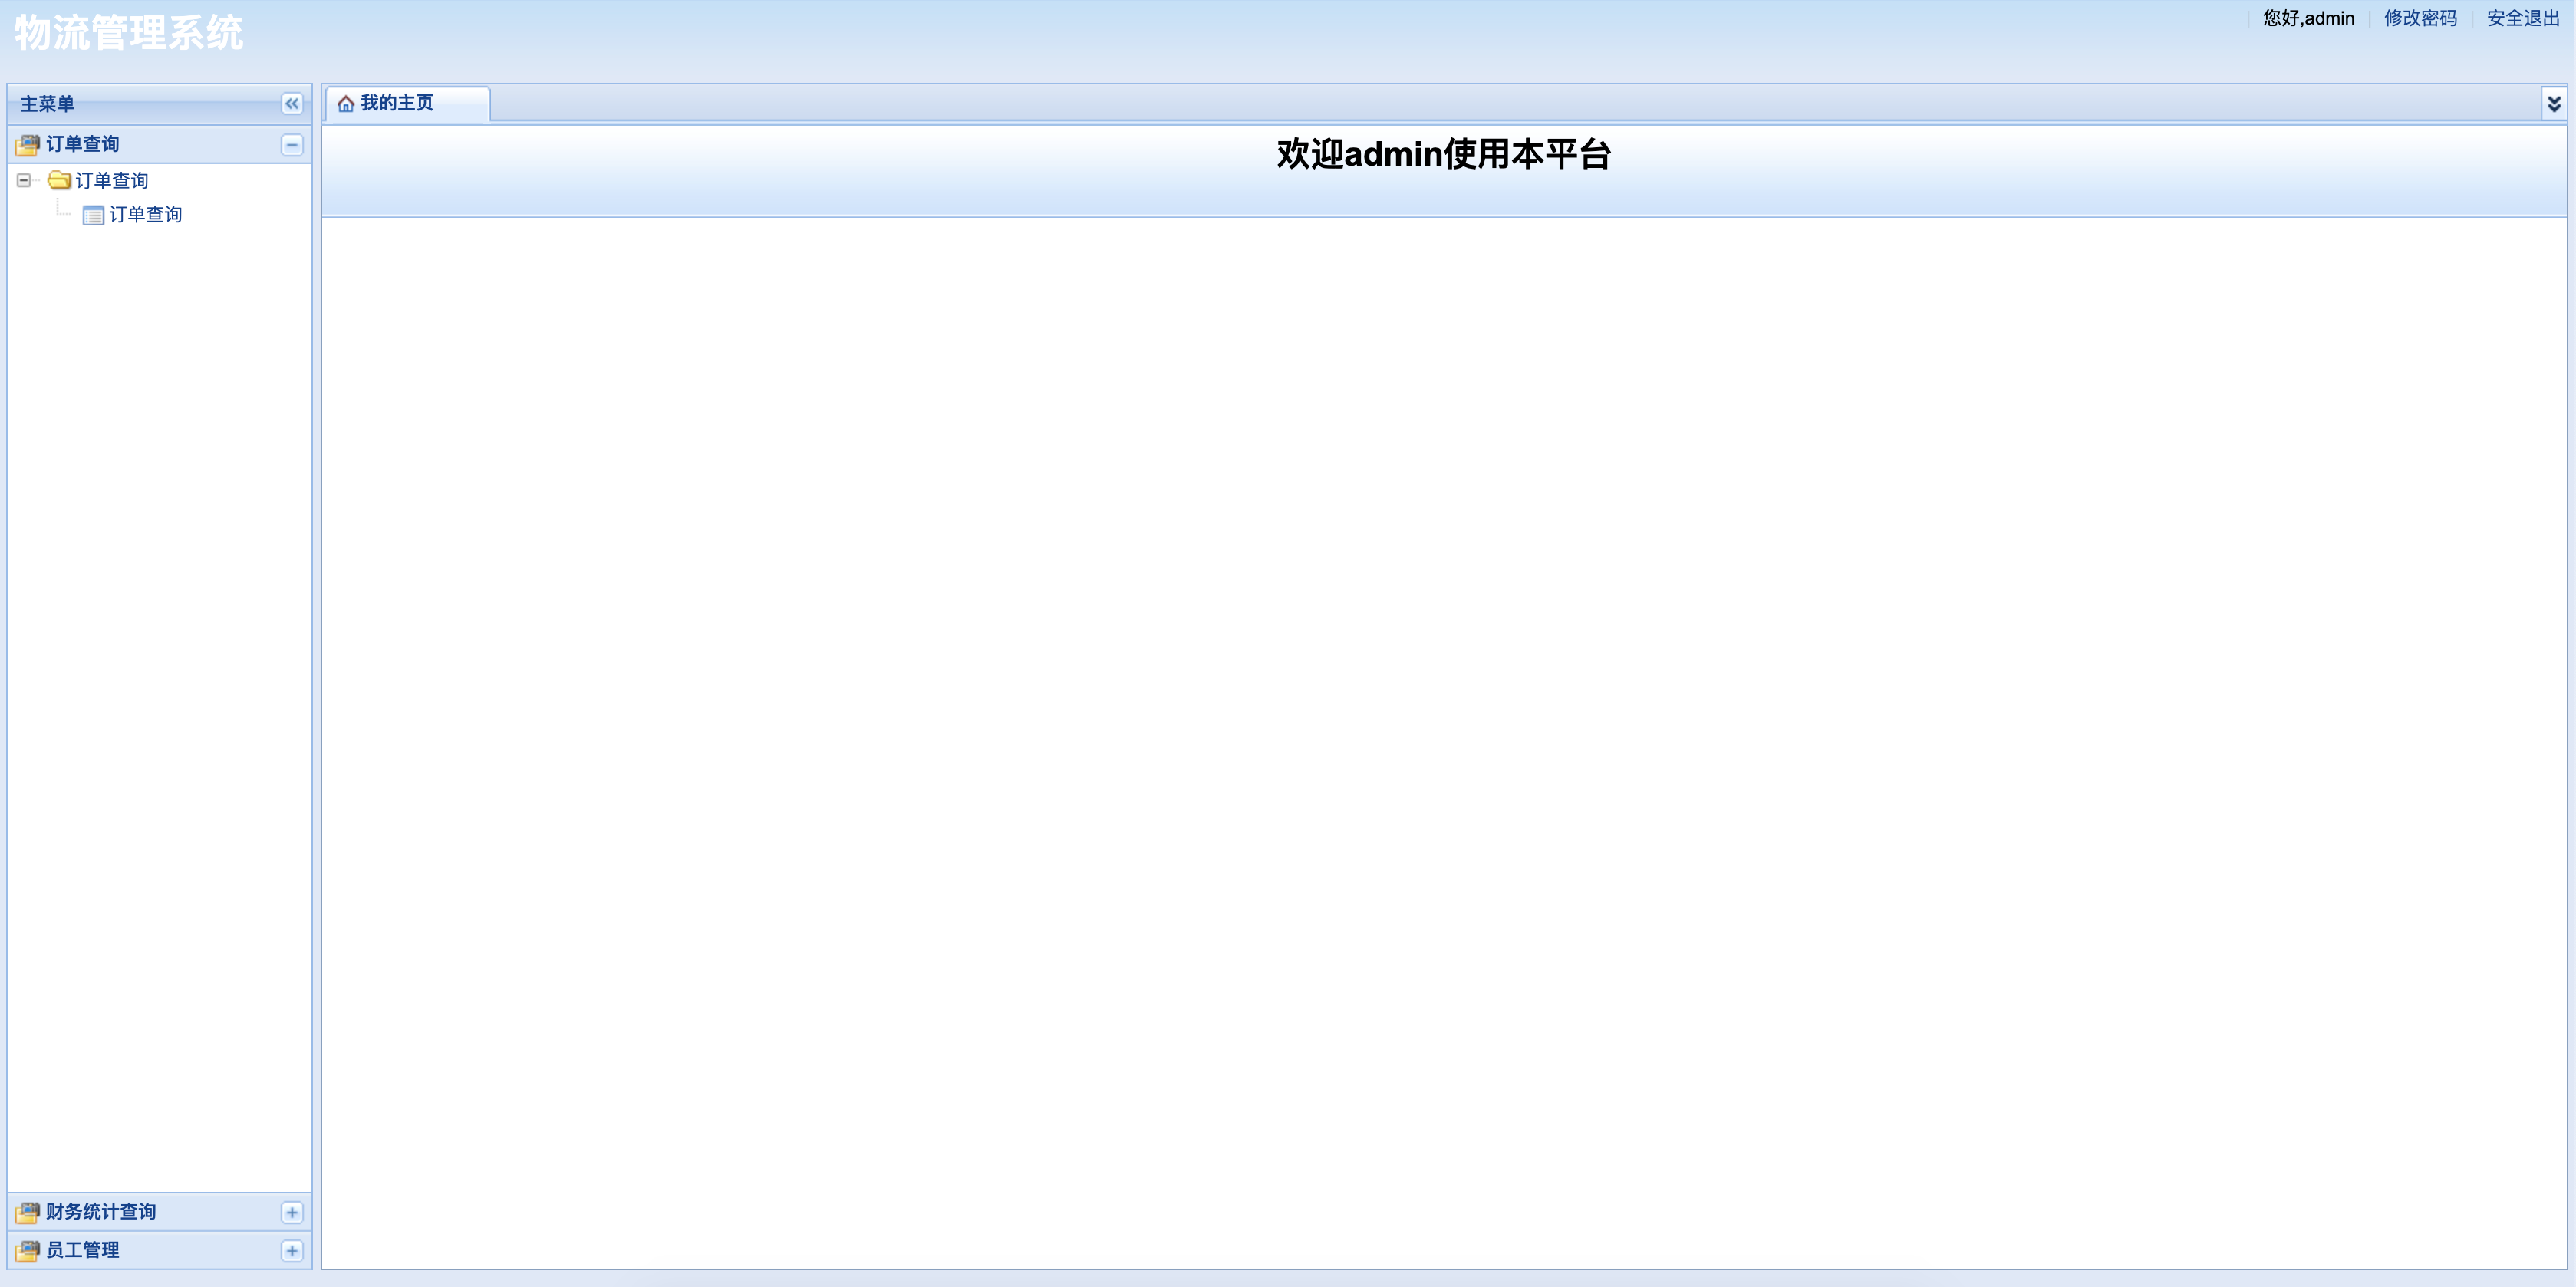 物流管理系统
您好,admin 修改密码 安全退出
主菜单
我的主页
订单查询
欢迎admin使用本平台
订单查询
订单查询
财务统计查询
员工管理